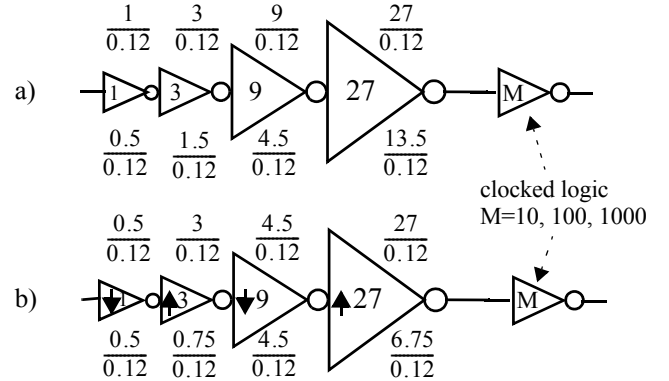 1 3 9 27
0.12 0.12 0.12 0.12
a) 1 3 9 27 M
0.5 1.5 4.5 13.5
0.12 0.12 0.12 0.12
clocked logic
M=10, 100, 1000
0.5 3 4.5 27
0.12 0.12 0.12 0.12
b) 1 3 9 27 M
0.5 0.75 4.5 6.75
0.12 0.12 0.12 0.12